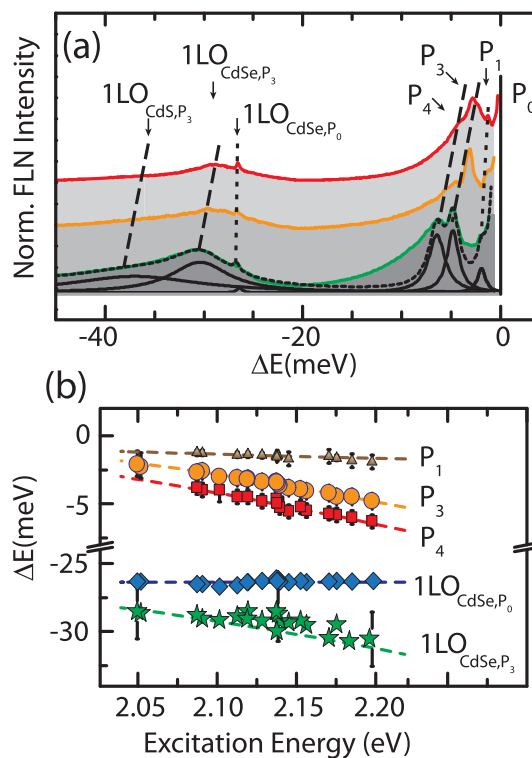 (a)
1LO CdSe,P3
P3
P1
1LO CdS,P3
1LO CdSe,P0
P4
P0
Norm. FLN Intensity
-40
-20
0
ΔE(meV)
(b)
0
-5
-25
-30
ΔE(meV)
P1
P3
P4
1LO CdSe,P0
1LO CdSe,P3
2.05 2.10 2.15 2.20
Excitation Energy (eV)